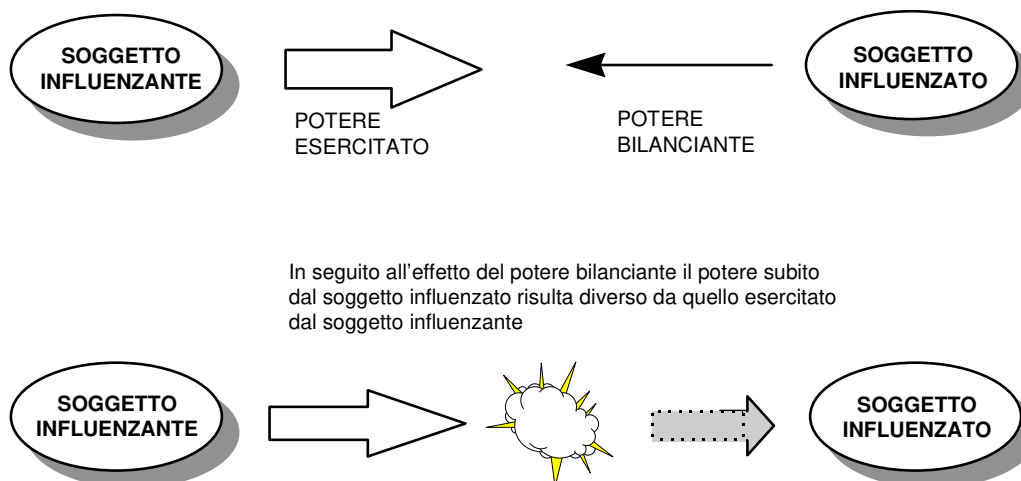 SOGGETTO
INFLUENZANTE
POTERE
ESERCITATO
POTERE
BILANCIANTE
SOGGETTO
INFLUENZATO
In seguito all'effetto del potere bilanciante il potere subito
dal soggetto influenzato risulta diverso da quello esercitato
dal soggetto influenzante
SOGGETTO
INFLUENZANTE
SOGGETTO
INFLUENZATO